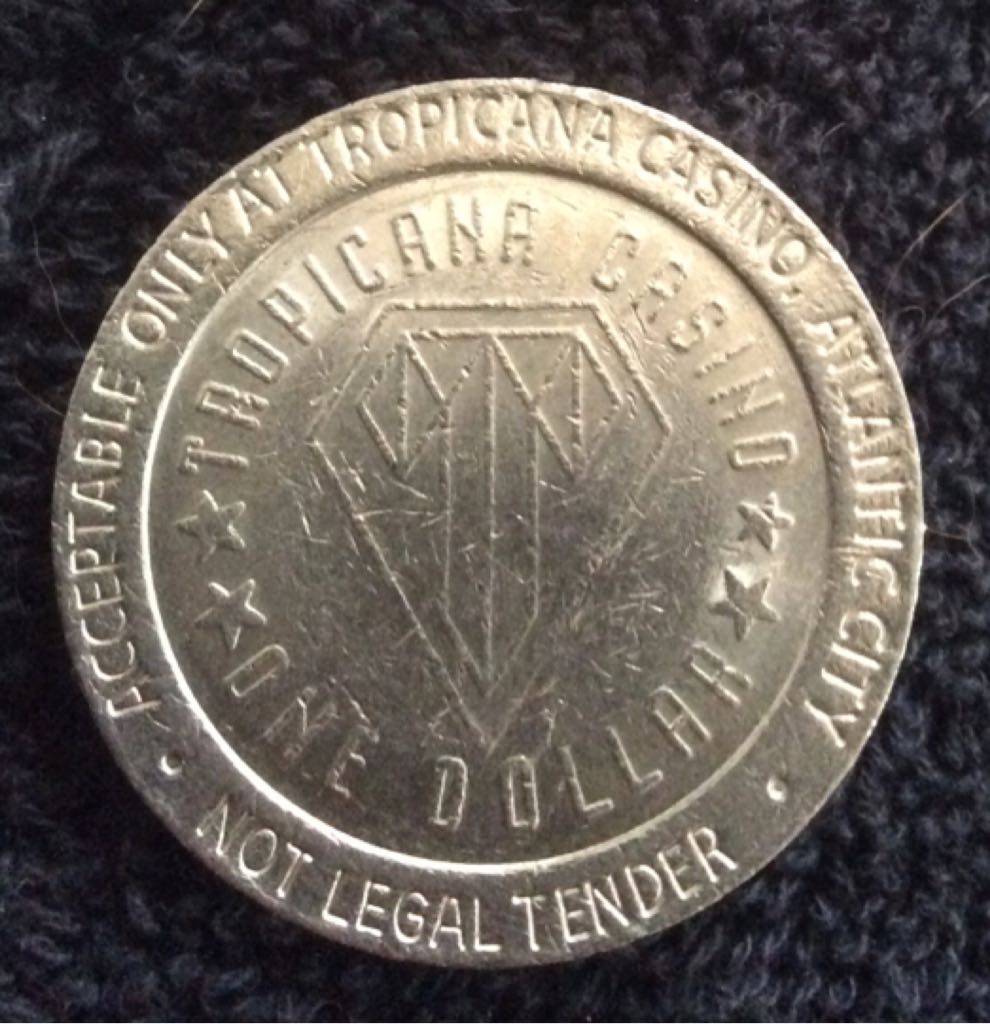 ACCEPTABLE ONLY AT TROPICANA CASINO, ATLANTIC CITY
• NOT LEGAL TENDER •
TROPICANA CASINO
ONE DOLLAR